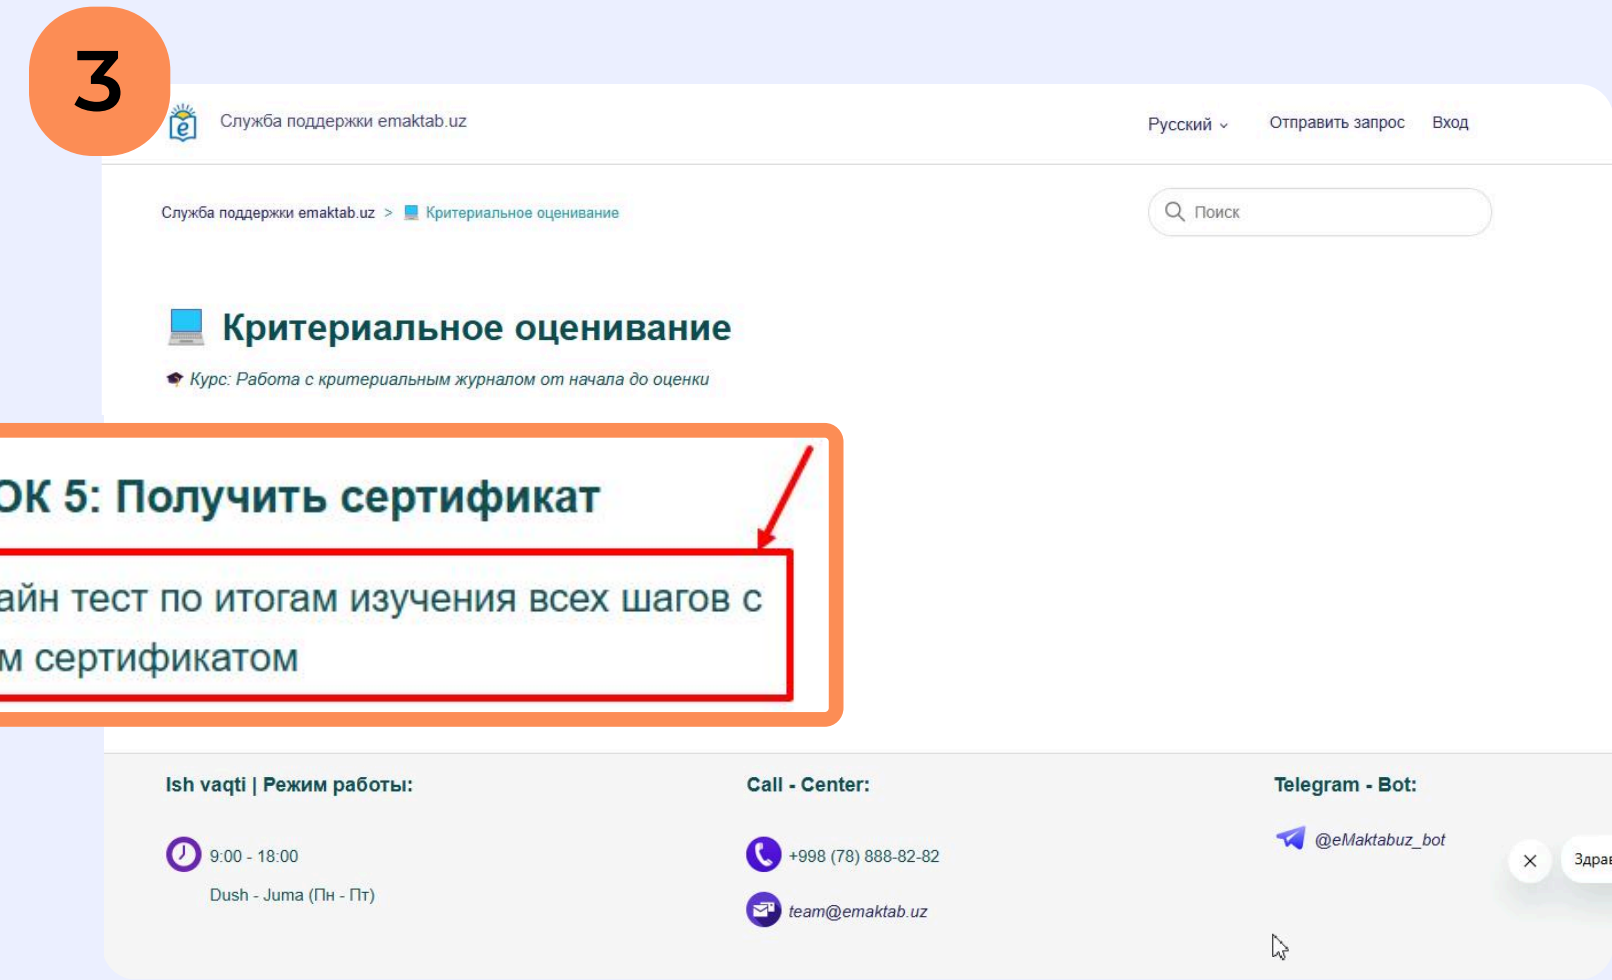 3
Служба поддержки emaktab.uz
Русский
Отправить запрос
Вход
Служба поддержки emaktab.uz > Критериальное оценивание
Поиск
Критериальное оценивание
Курс: Работа с критериальным журналом от начала до оценки
ОК 5: Получить сертификат
айн тест по итогам изучения всех шагов с
м сертификатом
Ish vaqti | Режим работы:
9:00 - 18:00
Dush - Juma (Пн - Пт)
Call - Center:
+998 (78) 888-82-82
team@emaktab.uz
Telegram - Bot:
@eMaktabuz_bot
Здрав